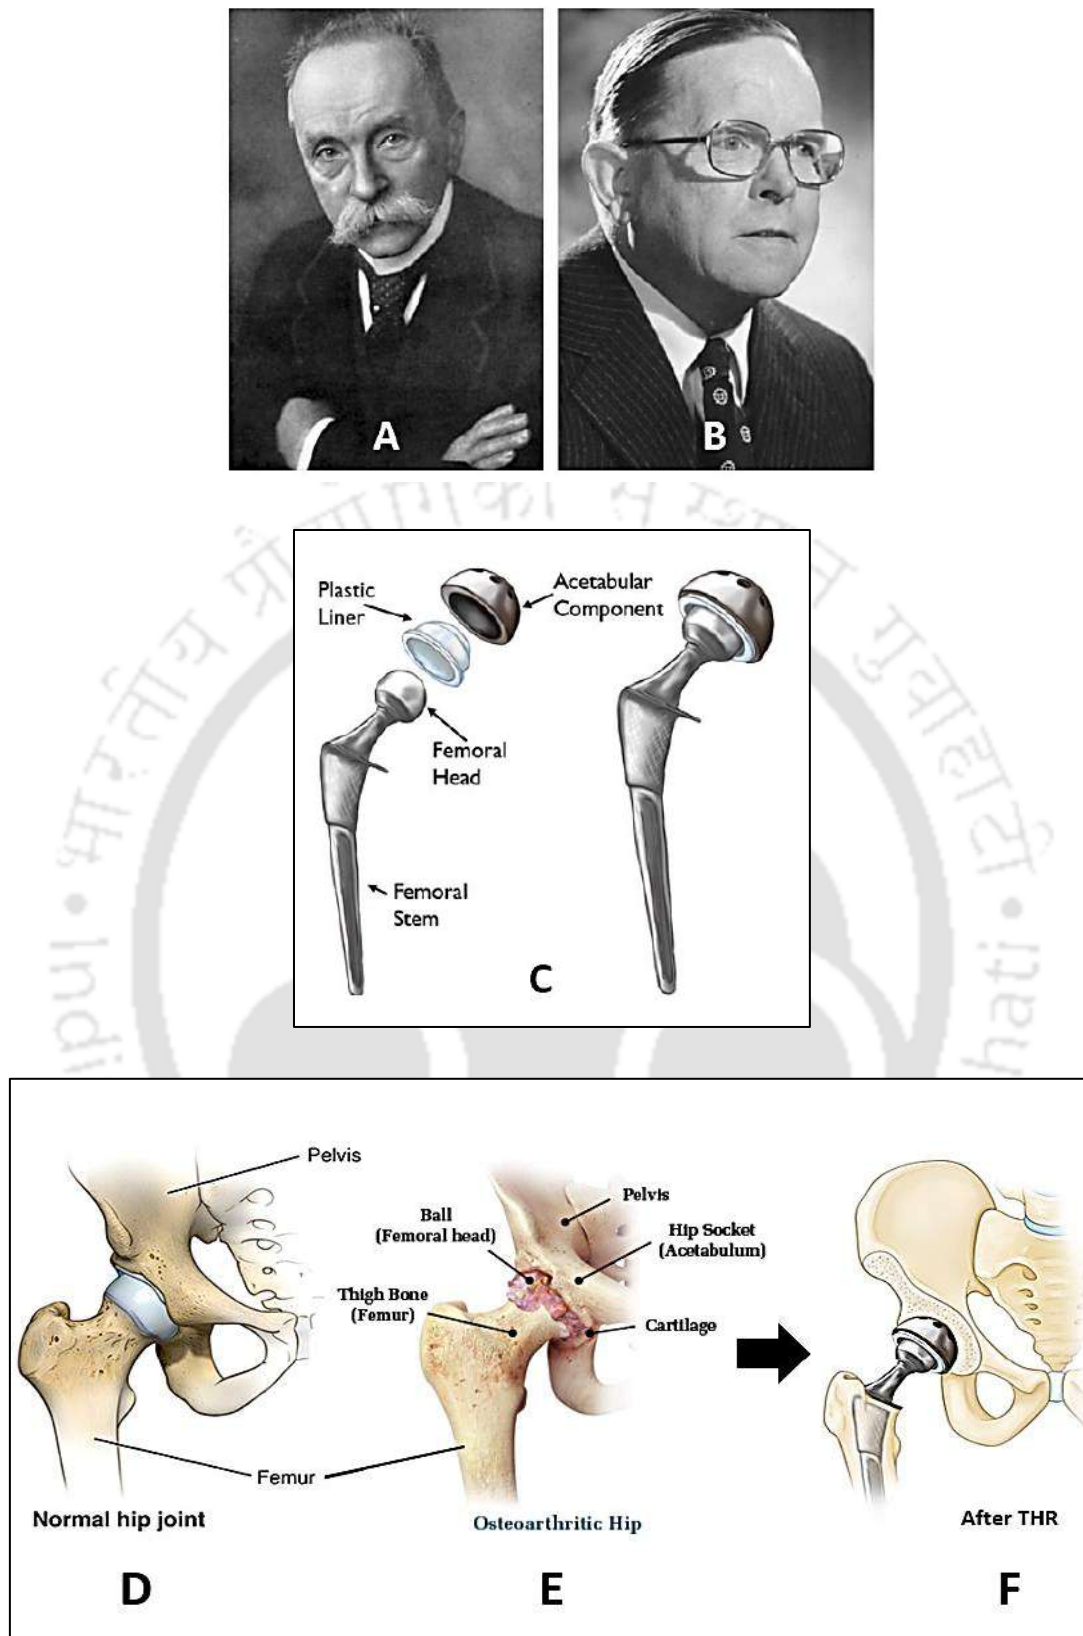 A
B
Plastic
Liner
Acetabular
Component
Femoral
Head
Femoral
Stem
C
Pelvis
Ball
(Femoral head)
Pelvis
Hip Socket
(Acetabulum)
Thigh Bone
(Femur)
Cartilage
Femur
Normal hip joint
Osteoarthritic Hip
After THR
D
E
F